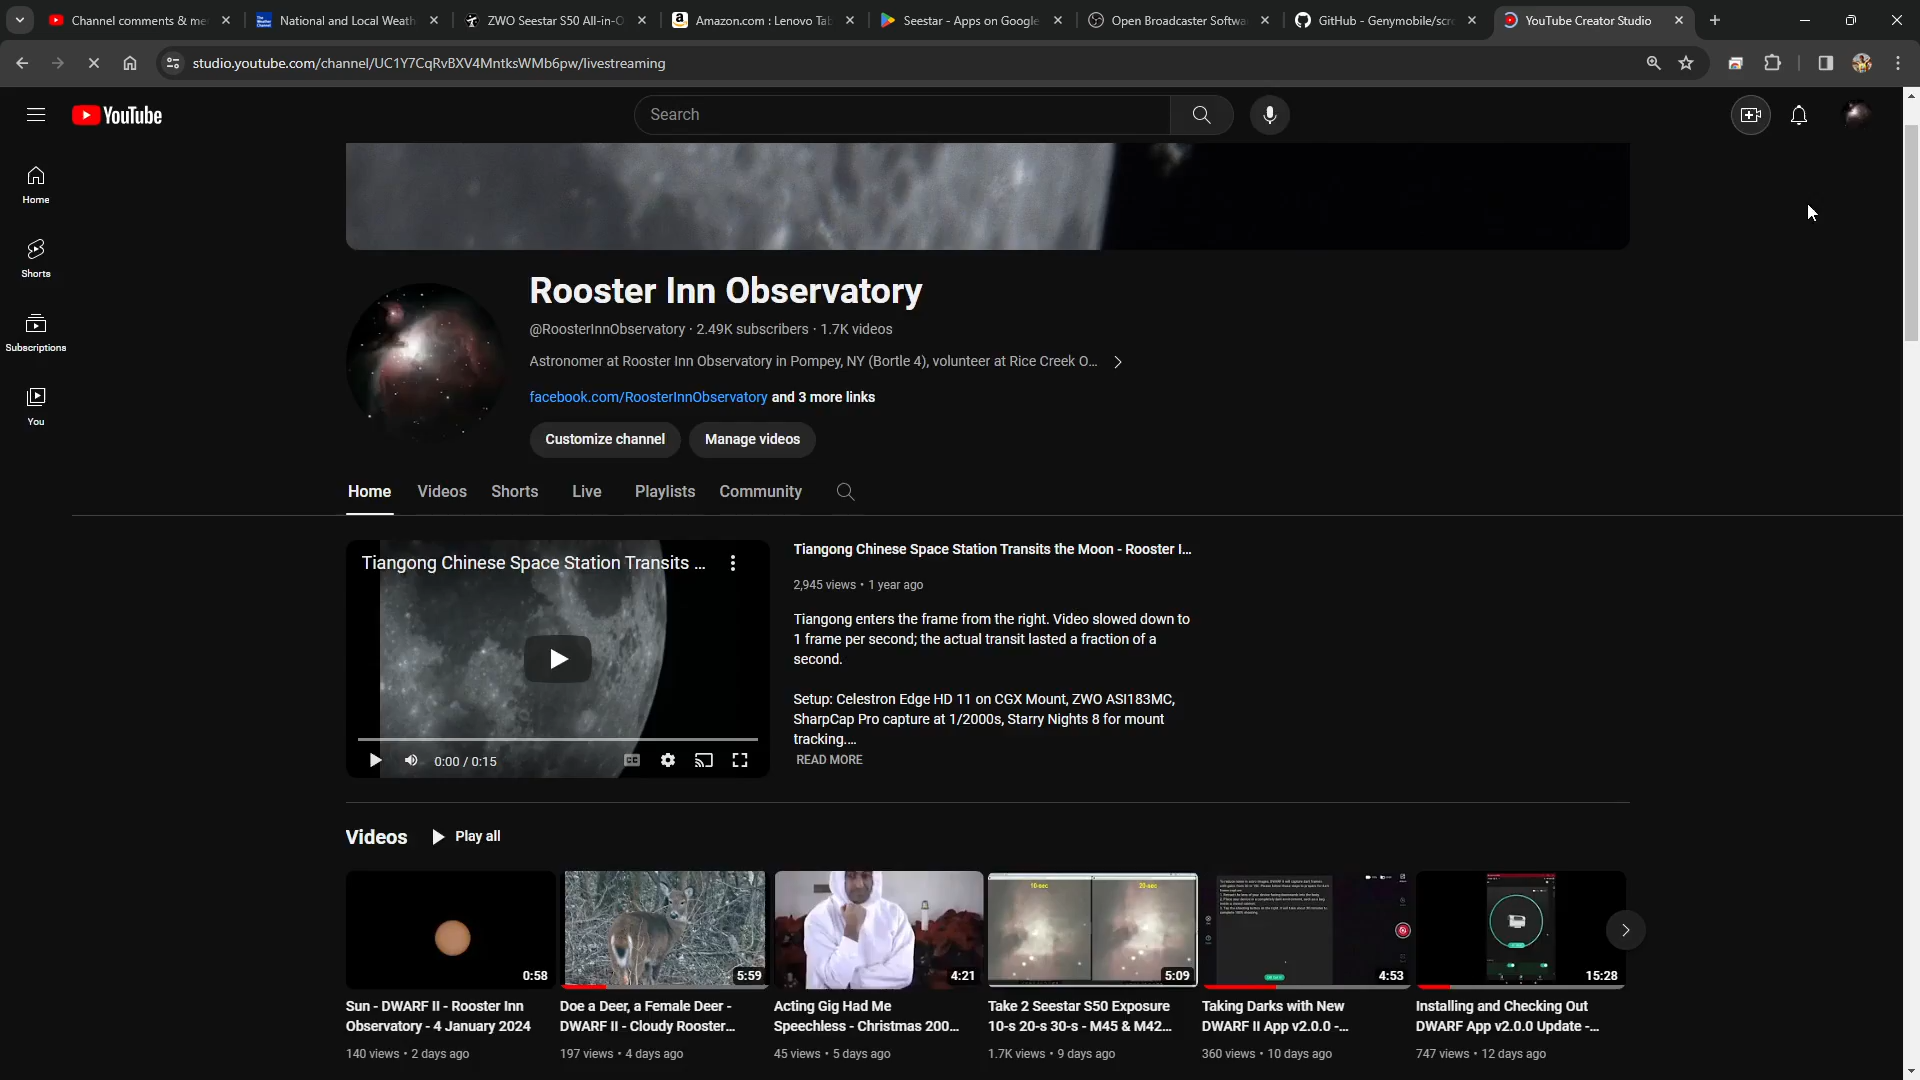 Channel comments & me
National and Local Weath
ZWO Seestar S50 All-in-O
Amazon.com : Lenovo Tab
Seestar - Apps on Google
Open Broadcaster Softwa
GitHub - Genymobile/scr
YouTube Creator Studio
studio.youtube.com/channel/UC1Y7CqRvBXV4MntksWMb6pw/livestreaming
YouTube
Search
Home
Shorts
Subscriptions
You
Rooster Inn Observatory
@RoosterInnObservatory · 2.49K subscribers · 1.7K videos
Astronomer at Rooster Inn Observatory in Pompey, NY (Bortle 4), volunteer at Rice Creek O...
facebook.com/RoosterInnObservatory and 3 more links
Customize channel Manage videos
Home Videos Shorts Live Playlists Community
Tiangong Chinese Space Station Transits ...
0:00 / 0:15
Tiangong Chinese Space Station Transits the Moon - Rooster I...
2,945 views • 1 year ago
Tiangong enters the frame from the right. Video slowed down to
1 frame per second; the actual transit lasted a fraction of a
second.
Setup: Celestron Edge HD 11 on CGX Mount, ZWO ASI183MC,
SharpCap Pro capture at 1/2000s, Starry Nights 8 for mount
tracking....
READ MORE
Videos Play all
0:58
5:59
4:21
10-sec 20-sec
5:09
4:53
15:28
Sun - DWARF II - Rooster Inn
Observatory - 4 January 2024
140 views • 2 days ago
Doe a Deer, a Female Deer -
DWARF II - Cloudy Rooster...
197 views • 4 days ago
Acting Gig Had Me
Speechless - Christmas 200...
45 views • 5 days ago
Take 2 Seestar S50 Exposure
10-s 20-s 30-s - M45 & M42...
1.7K views • 9 days ago
Taking Darks with New
DWARF II App v2.0.0 -...
360 views • 10 days ago
Installing and Checking Out
DWARF App v2.0.0 Update -...
747 views • 12 days ago